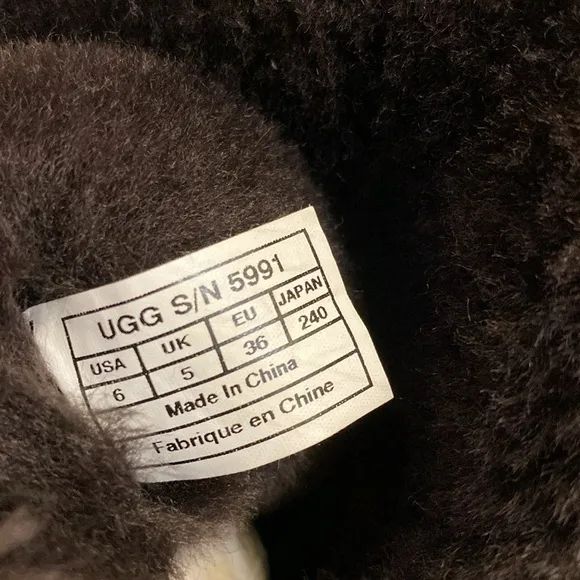 UGG S/N 5991
USA UK EU JAPAN
6 5 36 240
Made In China
Fabrique en Chine